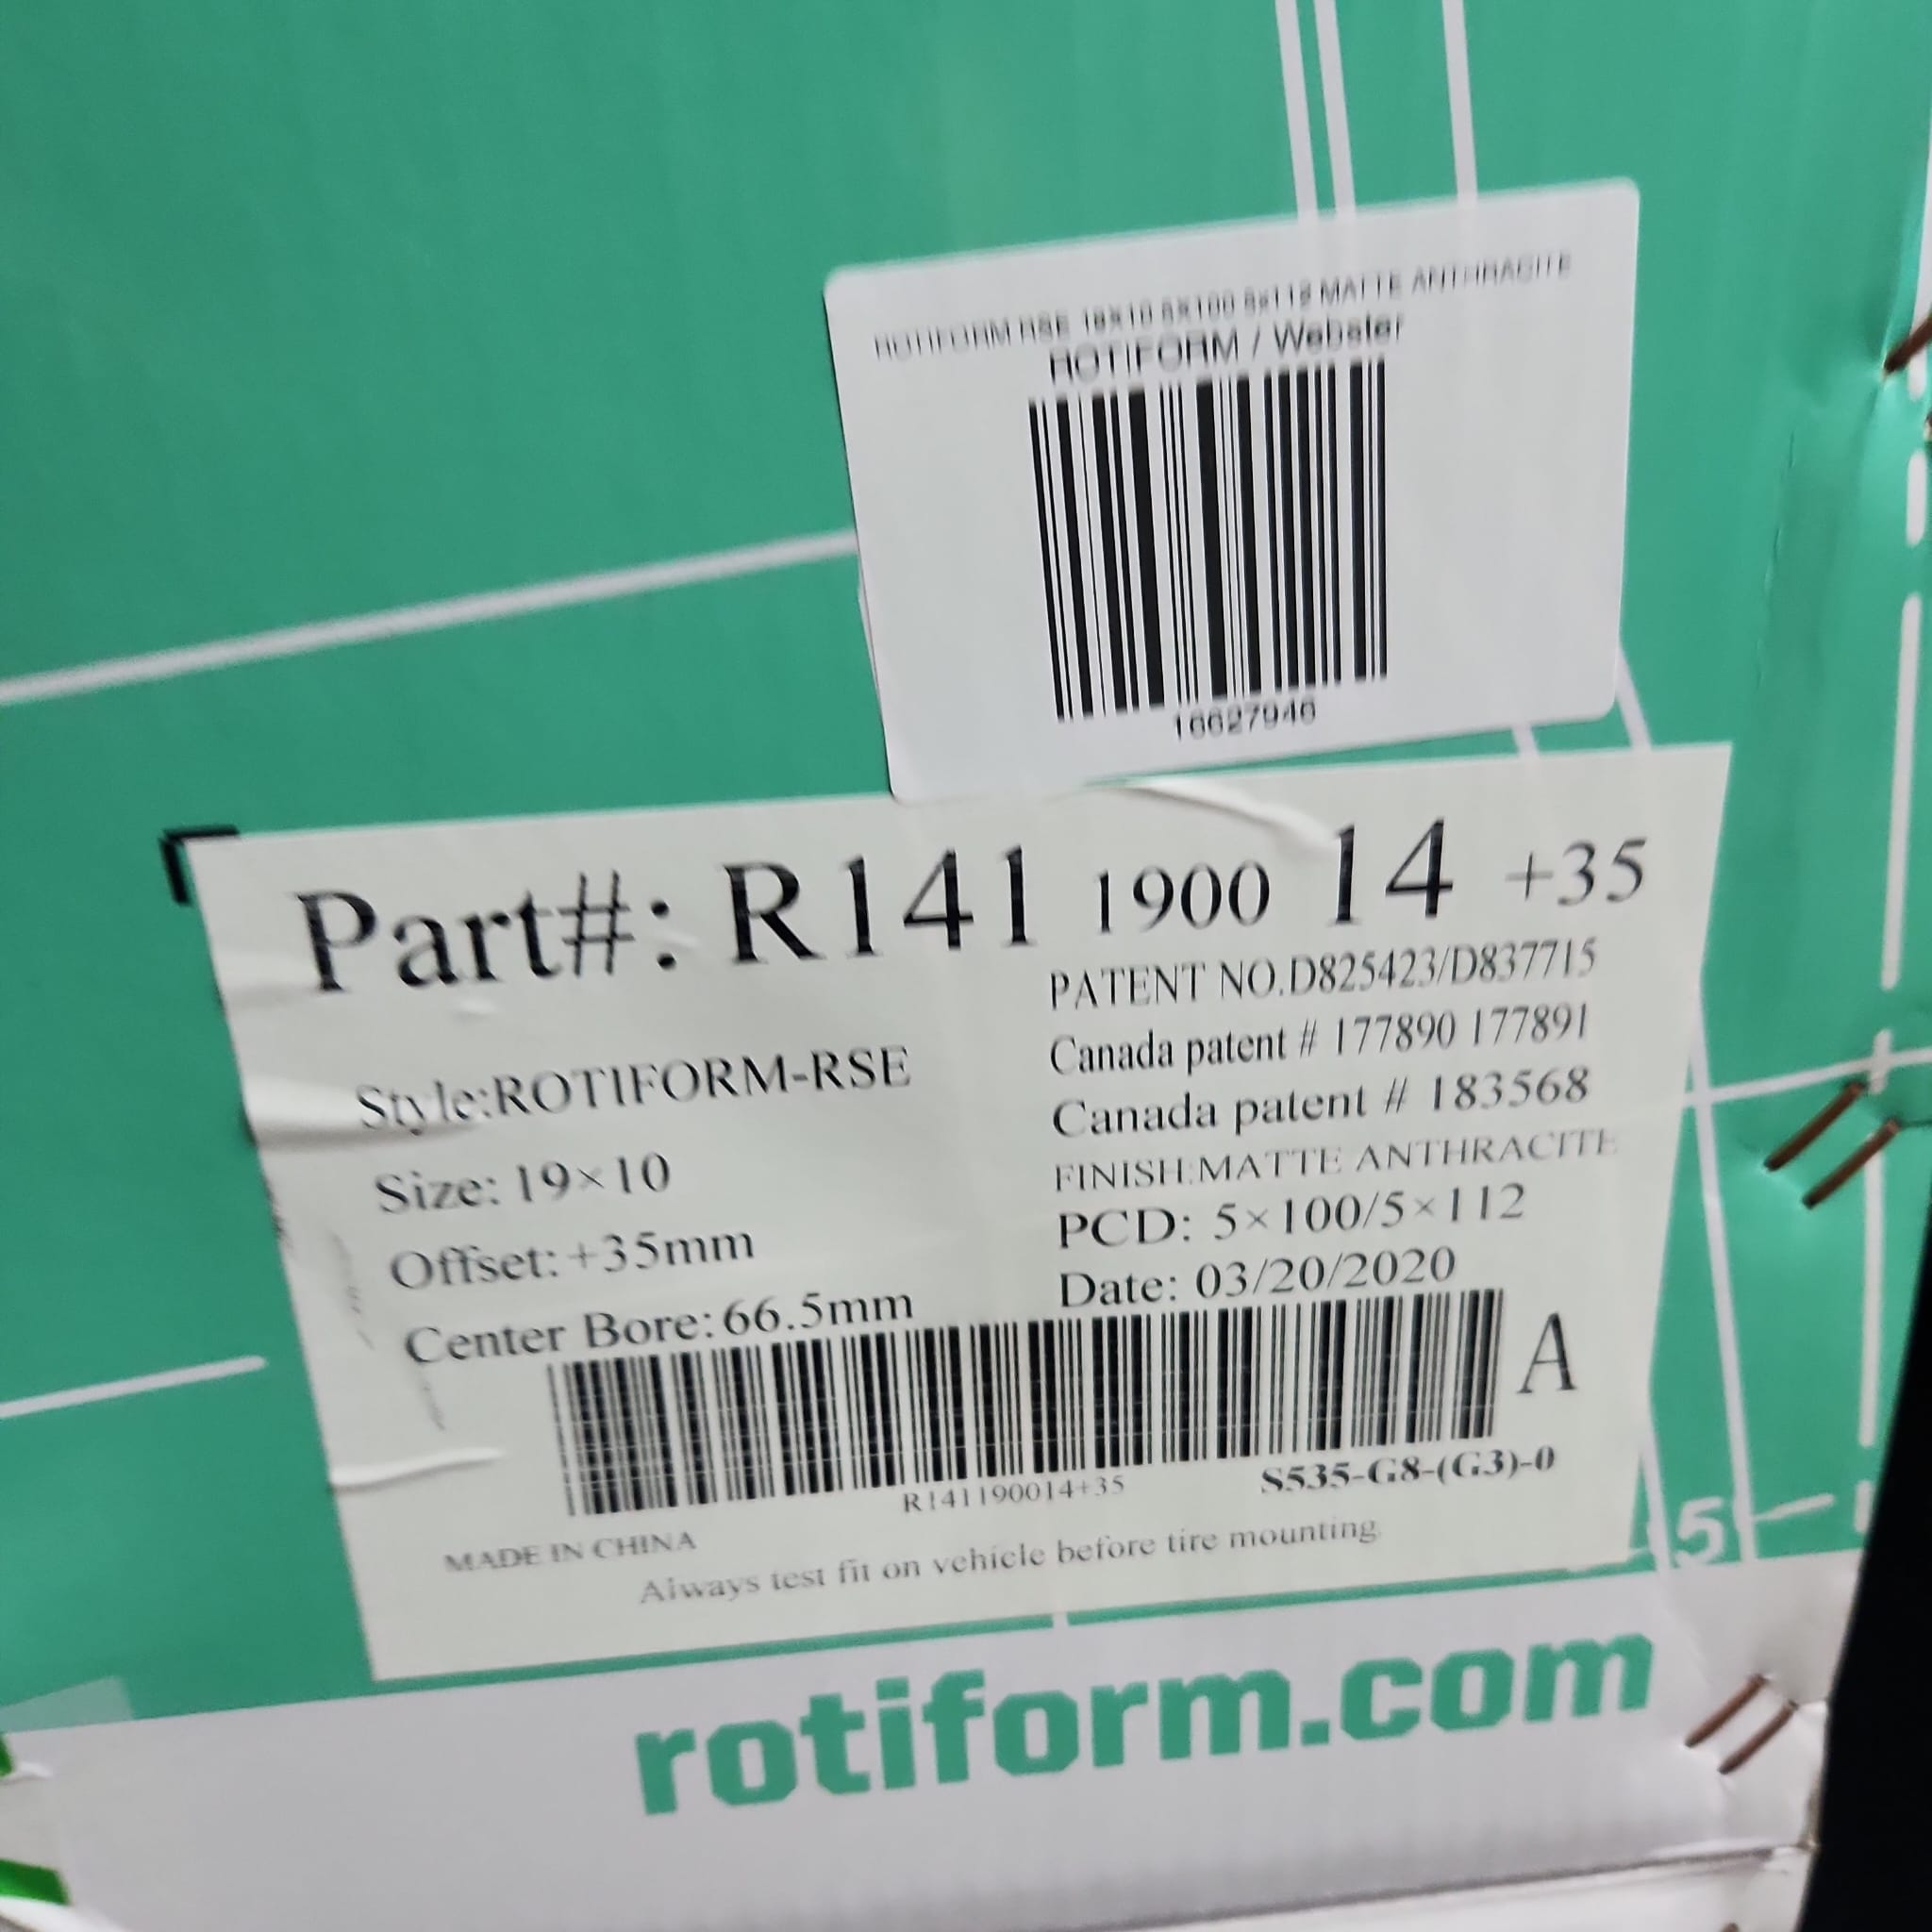 ROTIFORM RSE 19X10 5X100 5x112 MATTE ANTHRACITE
ROTIFORM / Webster
16627946
Part#: R141 1900 14 +35
PATENT NO.D825423/D837715
Canada patent # 177890 177891
Style:ROTIFORM-RSE
Canada patent # 183568
Size: 19×10
FINISH:MATTE ANTHRACITE
Offset: +35mm
PCD: 5×100/5×112
Center Bore: 66.5mm
Date: 03/20/2020
A
R141190014+35
S535-G8-(G3)-0
MADE IN CHINA
Always test fit on vehicle before tire mounting.
5
rotiform.com